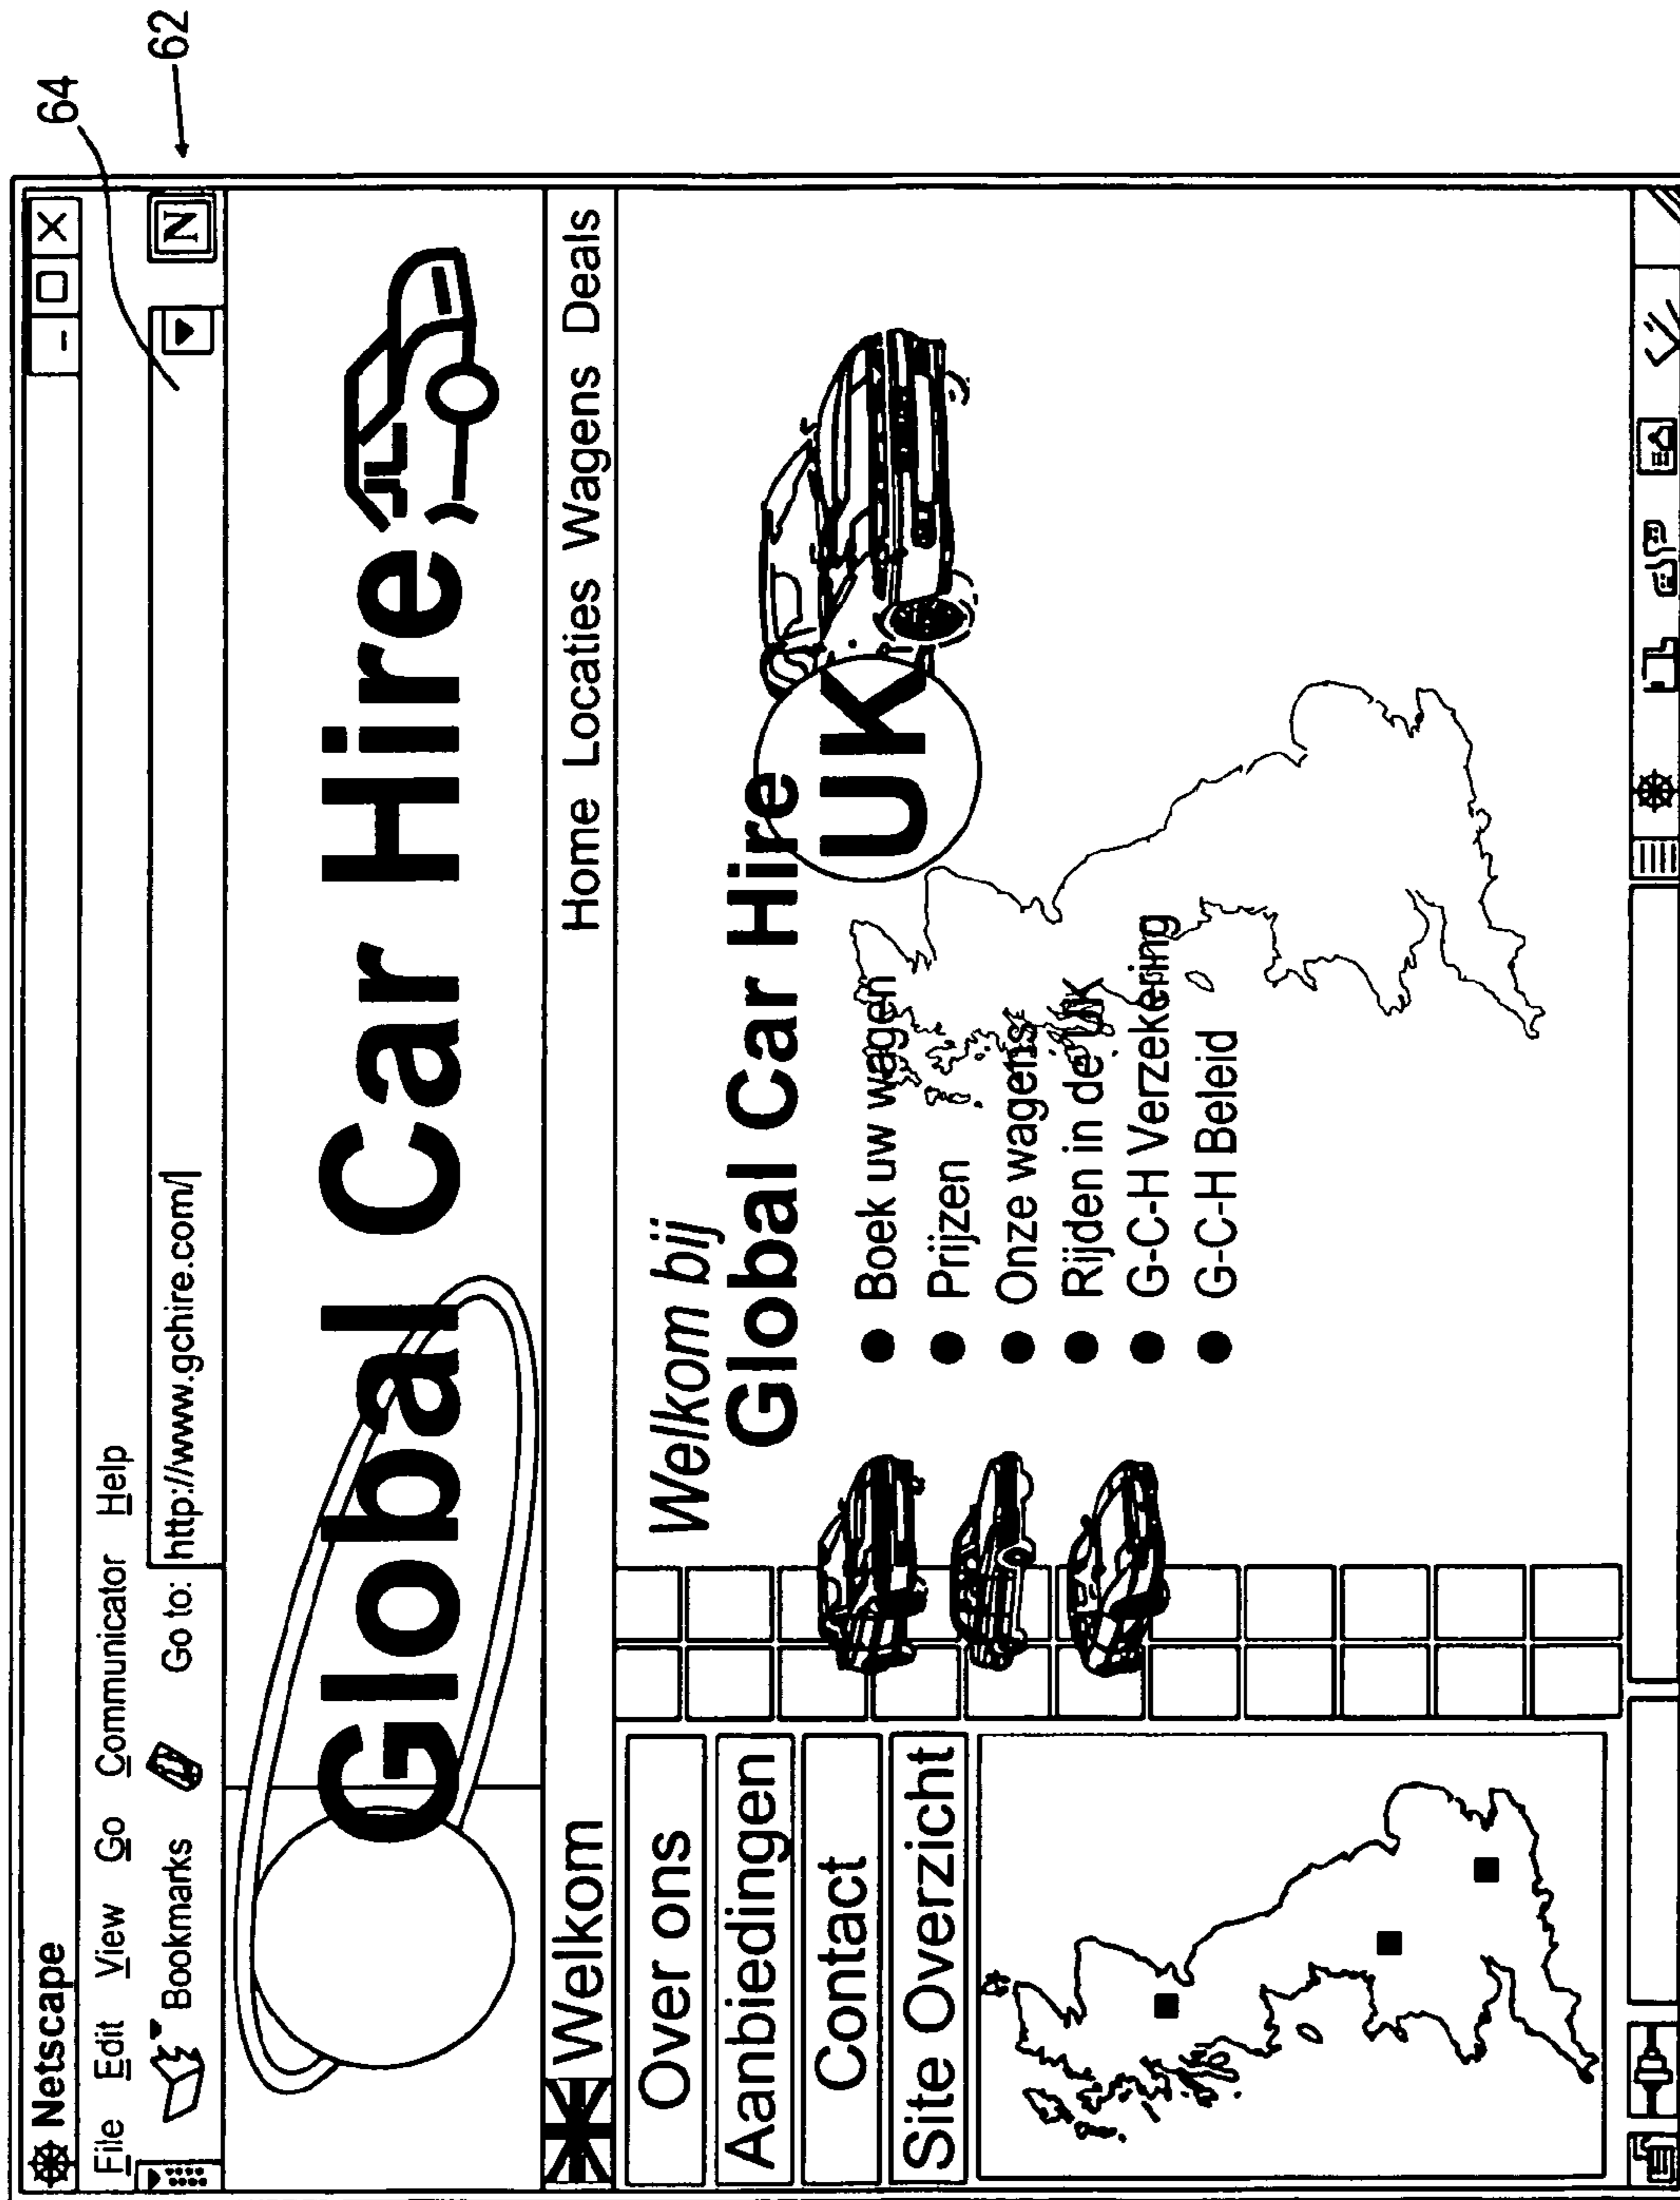 64
62
Netscape
File Edit View Go Communicator Help
Bookmarks Go to: http://www.gchire.com/
N
Global Car Hire
Welkom Home Locaties Wagens Deals
Over ons
Aanbiedingen
Contact
Site Overzicht
Welkom bij
Global Car Hire
UK
Boek uw wagen
Prijzen
Onze wagens
Rijden in de UK
G-C-H Verzekering
G-C-H Beleid